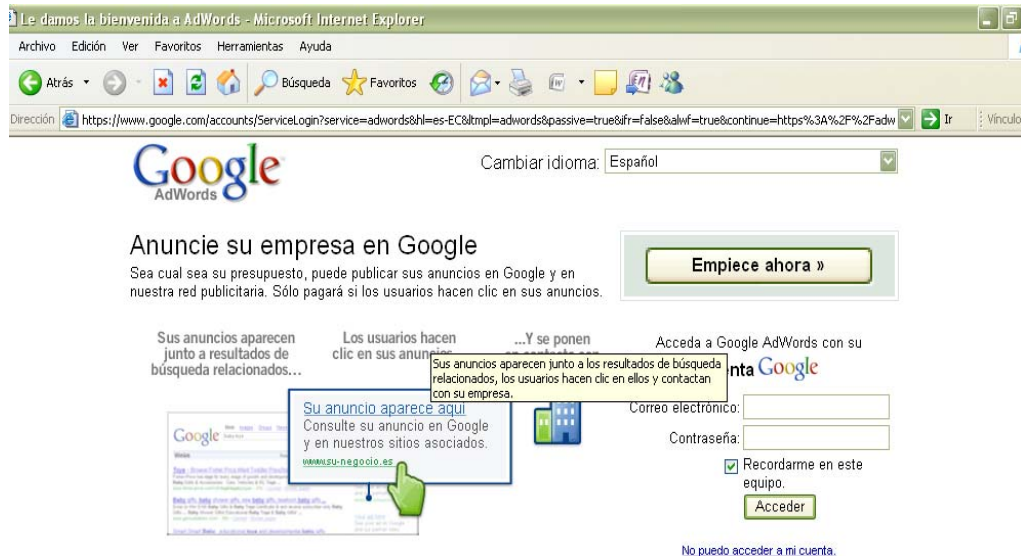 Le damos la bienvenida a AdWords - Microsoft Internet Explorer
Archivo Edición Ver Favoritos Herramientas Ayuda
Atrás Búsqueda Favoritos
Dirección https://www.google.com/accounts/ServiceLogin?service=adwords&hl=es-EC&ltmpl=adwords&passive=true&ifr=false&alwf=true&continue=https%3A%2F%2Fadw Ir Vínculo
Google
AdWords
Cambiar idioma: Español
Anuncie su empresa en Google
Sea cual sea su presupuesto, puede publicar sus anuncios en Google y en
nuestra red publicitaria. Sólo pagará si los usuarios hacen clic en sus anuncios.
Empiece ahora »
Sus anuncios aparecen
junto a resultados de
búsqueda relacionados...
Los usuarios hacen
clic en sus anuncios
...Y se ponen
Sus anuncios aparecen junto a los resultados de búsqueda
relacionados, los usuarios hacen clic en ellos y contactan
con su empresa.
Su anuncio aparece aquí
Consulte su anuncio en Google
y en nuestros sitios asociados.
www.su-negocio.es
Google
Acceda a Google AdWords con su
nta Google
Correo electrónico:
Contraseña:
Recordarme en este
equipo.
Acceder
No puedo acceder a mi cuenta.